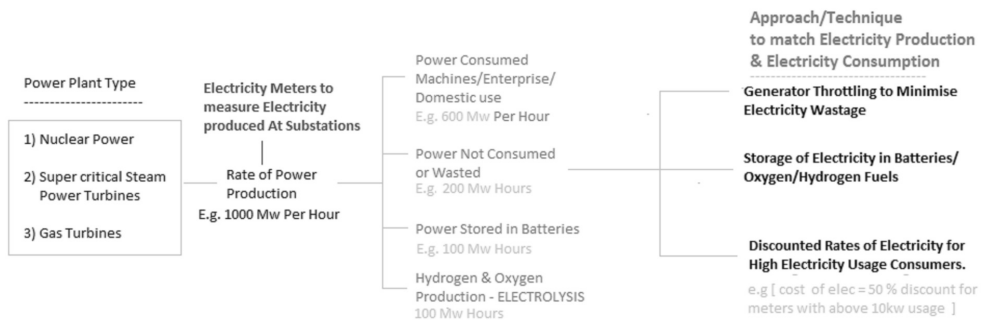 Power Plant Type
-----------------------
1) Nuclear Power
2) Super critical Steam
Power Turbines
3) Gas Turbines
Electricity Meters to
measure Electricity
produced At Substations
Rate of Power
Production
E.g. 1000 Mw Per Hour
Power Consumed
Machines/Enterprise/
Domestic use
E.g. 600 Mw Per Hour
Power Not Consumed
or Wasted
E.g. 200 Mw Hours
Power Stored in Batteries
E.g. 100 Mw Hours
Hydrogen & Oxygen
Production - ELECTROLYSIS
100 Mw Hours
Approach/Technique
to match Electricity Production
& Electricity Consumption
----------------------------------
Generator Throttling to Minimise
Electricity Wastage
Storage of Electricity in Batteries/
Oxygen/Hydrogen Fuels
Discounted Rates of Electricity for
High Electricity Usage Consumers.
e.g [ cost of elec = 50 % discount for
meters with above 10kw usage ]